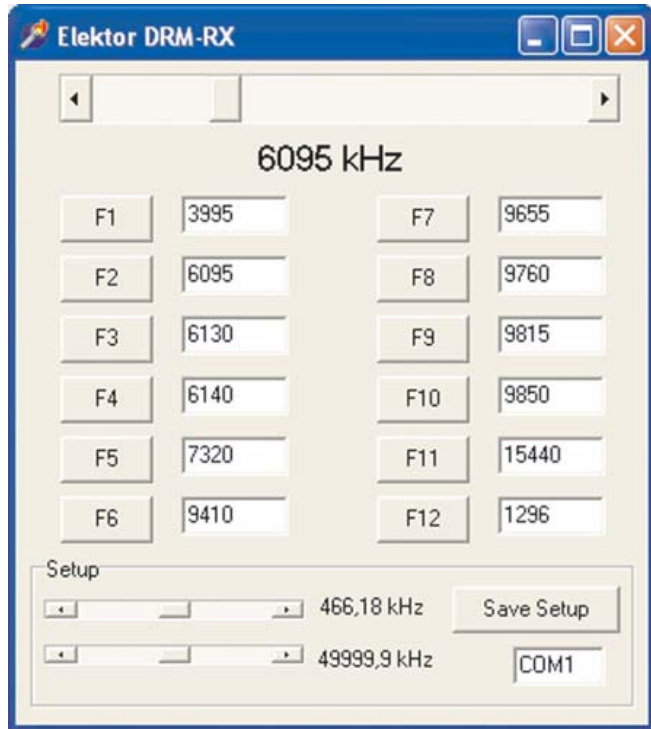 Elektor DRM-RX
6095 kHz
F1 3995 F7 9655
F2 6095 F8 9760
F3 6130 F9 9815
F4 6140 F10 9850
F5 7320 F11 15440
F6 9410 F12 1296
Setup
466,18 kHz Save Setup
49999,9 kHz COM1